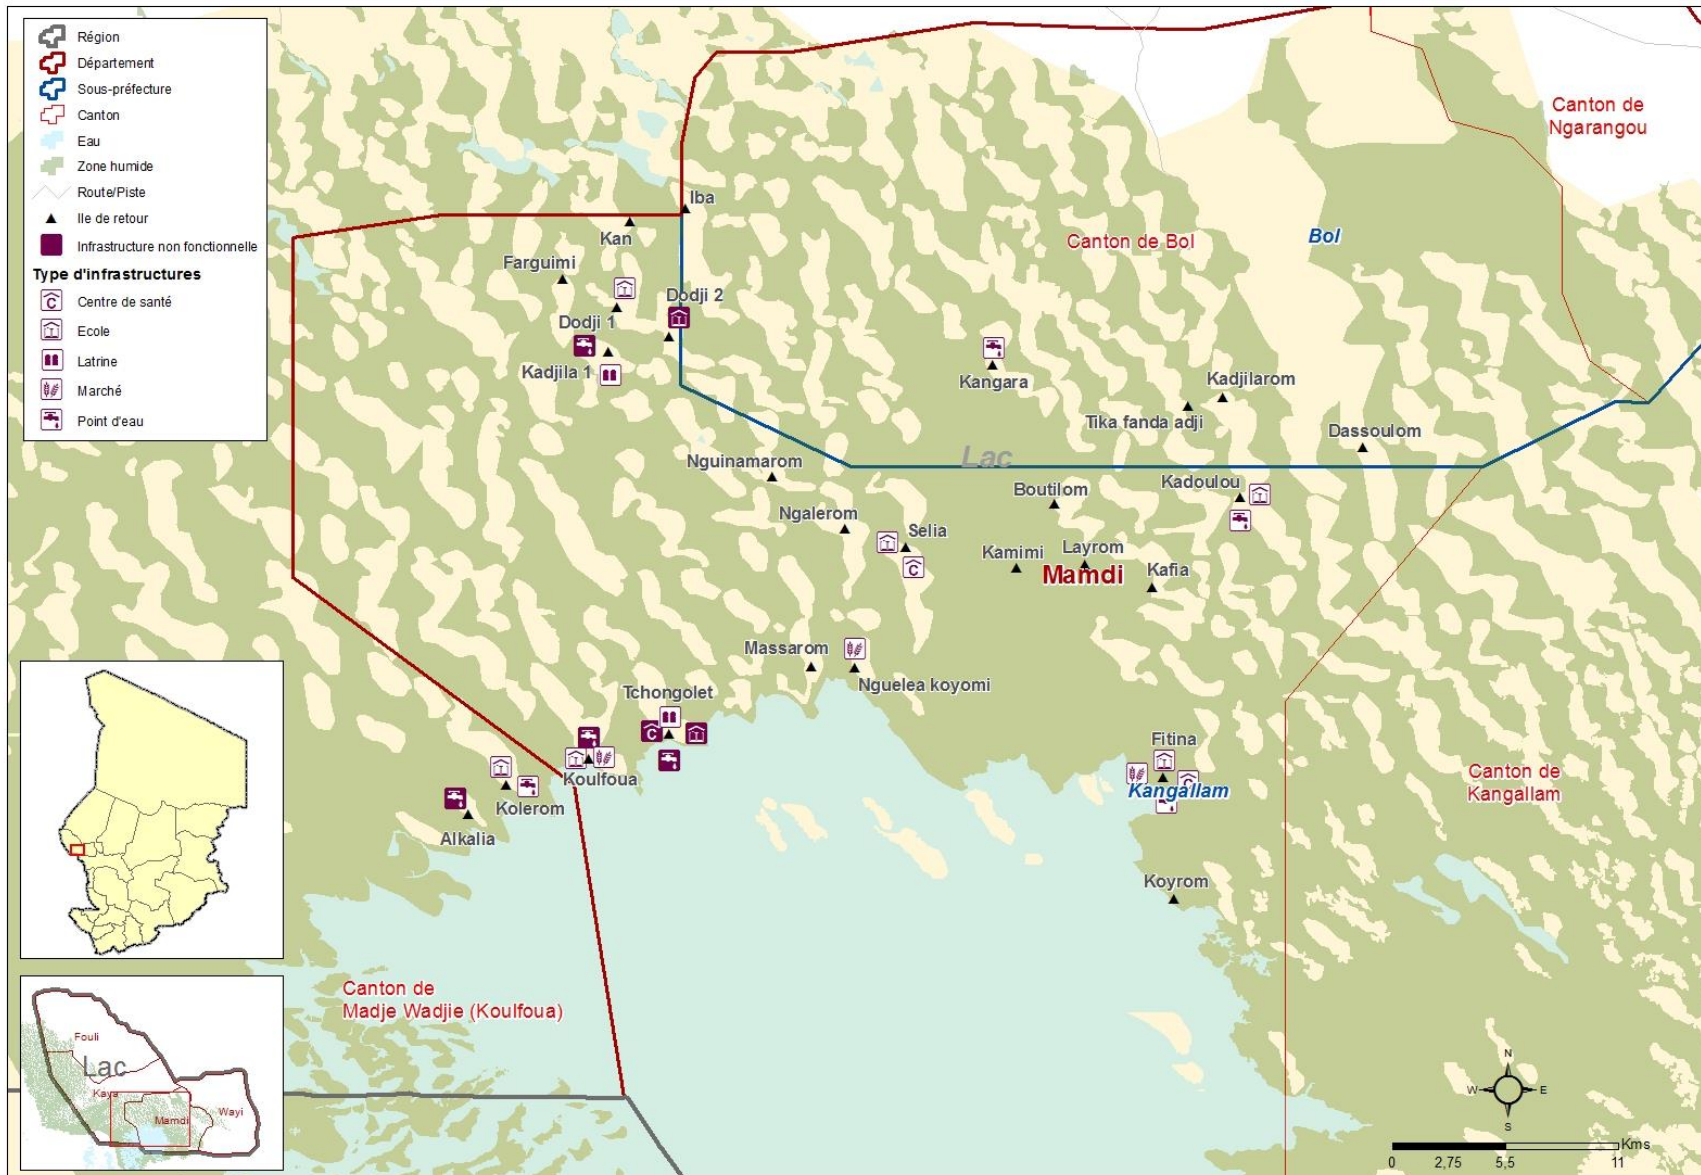 Région
Département
Sous-préfecture
Canton
Eau
Zone humide
Route/Piste
Ile de retour
Infrastructure non fonctionnelle
Type d'infrastructures
C
Centre de santé
Ecole
Latrine
Marché
Point d'eau
Canton de
Ngarangou
Iba
Kan
Canton de Bol
Bol
Farguimi
Dodji 2
Dodji 1
Kadjila 1
Kangara
Kadjilarom
Tika fanda adji
Dassoulom
Lac
Nguinamarom
Boutilom
Kadoulou
Ngalerom
Selia
C
Kamimi
Layrom
Mamdi
Kafia
Massarom
Nguelea koyomi
Tchongolet
C
Koulfoua
Kolerom
Alkalia
Fitina
C
Kangallam
Canton de
Kangallam
Koyrom
Canton de
Madje Wadjie (Koulfoua)
Fouli
Lac
Kaya
Mamdi
Wayi
N
W
E
S
Kms
0
2,75
5,5
11